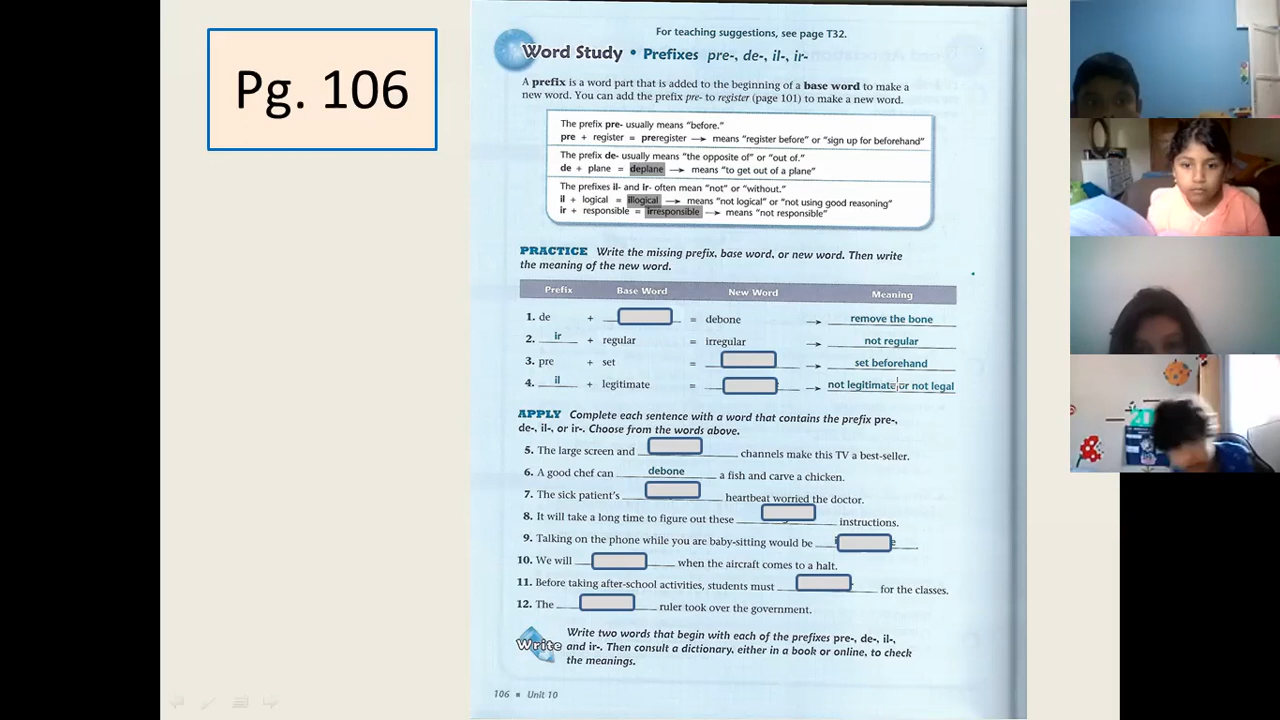 Pg. 106
For teaching suggestions, see page T32.
Word Study • Prefixes pre-, de-, il-, ir-
A prefix is a word part that is added to the beginning of a base word to make a
new word. You can add the prefix pre- to register (page 101) to make a new word.
The prefix pre- usually means "before."
pre + register = preregister → means "register before" or "sign up for beforehand"
The prefix de- usually means "the opposite of" or "out of."
de + plane = deplane → means "to get out of a plane"
The prefixes il- and ir- often mean "not" or "without."
il + logical = illogical → means "not logical" or "not using good reasoning"
ir + responsible = irresponsible → means "not responsible"
PRACTICE Write the missing prefix, base word, or new word. Then write
the meaning of the new word.
Prefix Base Word New Word Meaning
1. de + = debone → remove the bone
2. ir + regular = irregular → not regular
3. pre + set = → set beforehand
4. il + legitimate = → not legitimate or not legal
APPLY Complete each sentence with a word that contains the prefix pre-,
de-, il-, or ir-. Choose from the words above.
5. The large screen and channels make this TV a best-seller.
6. A good chef can debone a fish and carve a chicken.
7. The sick patient's heartbeat worried the doctor.
8. It will take a long time to figure out these instructions.
9. Talking on the phone while you are baby-sitting would be
10. We will when the aircraft comes to a halt.
11. Before taking after-school activities, students must for the classes.
12. The ruler took over the government.
Write Write two words that begin with each of the prefixes pre-, de-, il-,
and ir-. Then consult a dictionary, either in a book or online, to check
the meanings.
106 ■ Unit 10